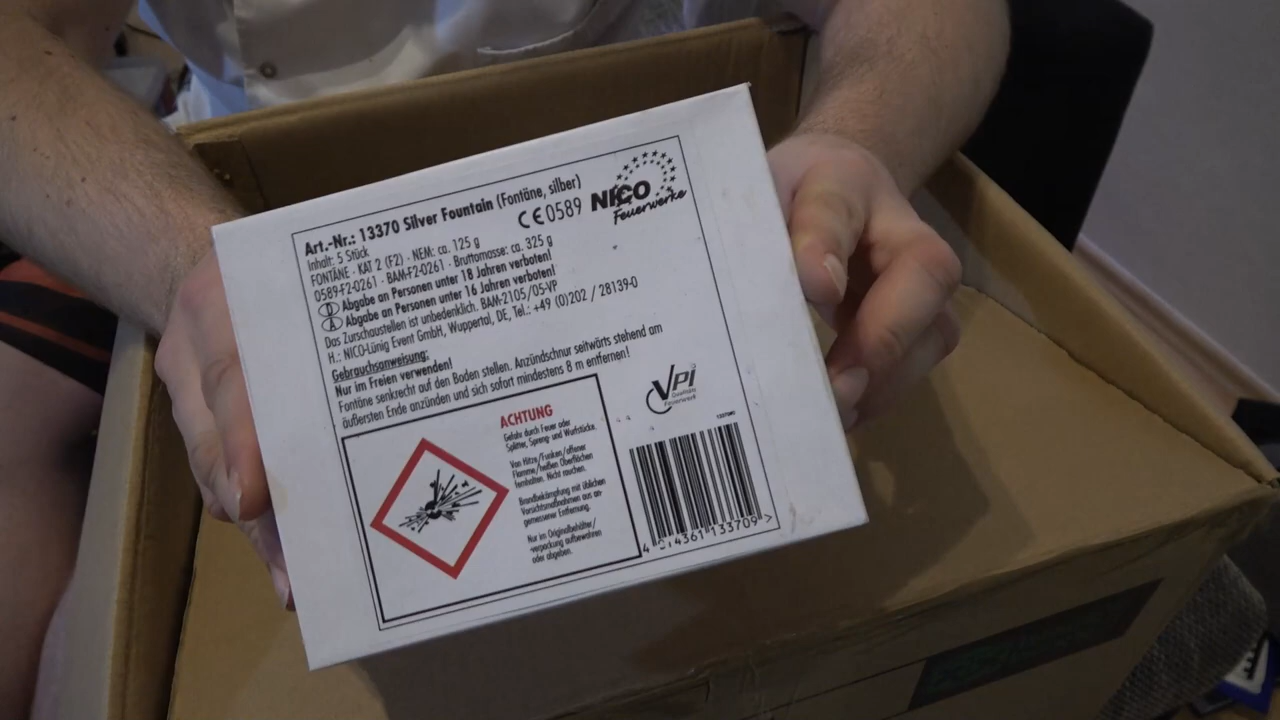 Art.-Nr.: 13370 Silver Fountain (Fontäne, silber)
Inhalt: 5 Stück
CE 0589
NICO
Feuerwerke
FONTÄNE · KAT 2 (F2) · NEM: ca. 125 g
0589-F2-0261 · BAM-F2-0261 · Bruttomasse: ca. 325 g
D Abgabe an Personen unter 18 Jahren verboten!
A Abgabe an Personen unter 16 Jahren verboten!
Das Zurschaustellen ist unbedenklich. BAM-2105/05-VP
H.: NICO-Lünig Event GmbH, Wuppertal, DE, Tel.: +49 (0)202 / 28139-0
Gebrauchsanweisung:
Nur im Freien verwenden!
Fontäne senkrecht auf den Boden stellen. Anzündschnur seitwärts stehend am
äußersten Ende anzünden und sich sofort mindestens 8 m entfernen!
ACHTUNG
Gefahr durch Feuer oder
Splitter, Spreng- und Wurfstücke.
Von Hitze/Funken/offener
Flamme/heißen Oberflächen
fernhalten. Nicht rauchen.
Brandbekämpfung mit üblichen
Vorsichtsmaßnahmen aus an-
gemessener Entfernung.
Nur im Originalbehälter/
-verpackung aufbewahren
oder abgeben.
VPi
Qualitäts
Feuerwerk
4 361133709 >